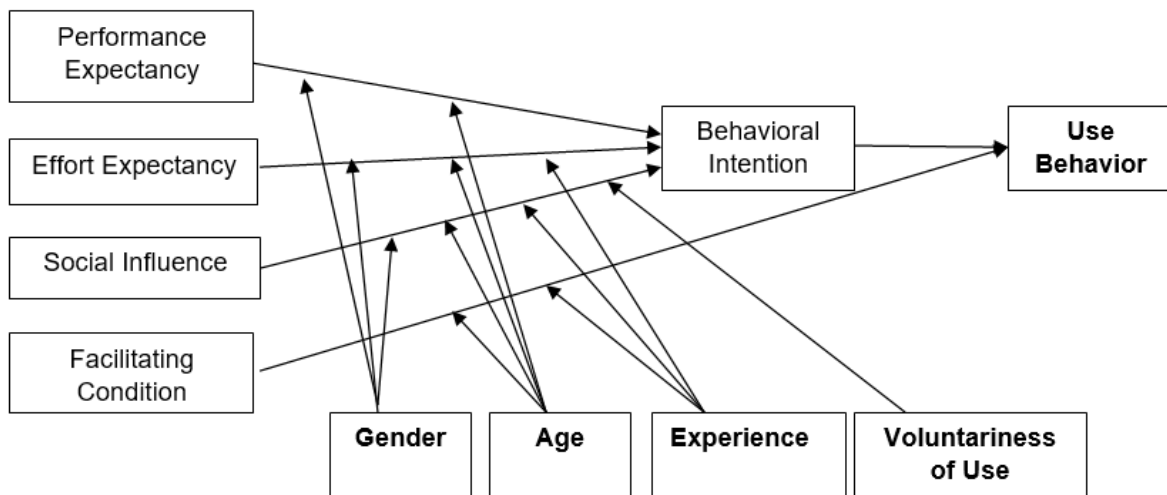 Performance
Expectancy
Effort Expectancy
Social Influence
Facilitating
Condition
Behavioral
Intention
Use
Behavior
Gender
Age
Experience
Voluntariness
of Use